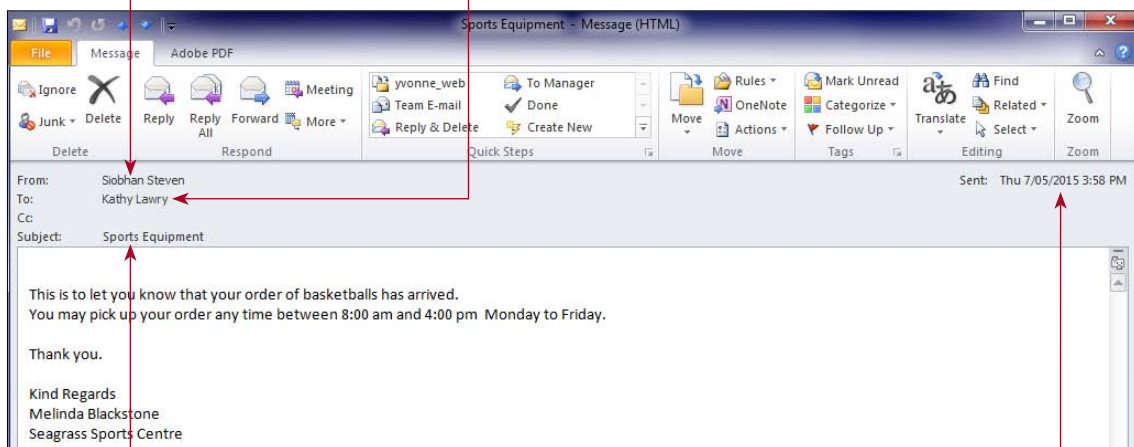 Sports Equipment - Message (HTML)
File Message Adobe PDF
Ignore
Junk
Delete
Reply
Reply All
Forward
Meeting
More
yvonne_web
Team E-mail
Reply & Delete
To Manager
Done
Create New
Move
Rules
OneNote
Actions
Mark Unread
Categorize
Follow Up
Translate
Find
Related
Select
Zoom
Delete Respond Quick Steps Move Tags Editing Zoom
From: Siobhan Steven Sent: Thu 7/05/2015 3:58 PM
To: Kathy Lawry
Cc:
Subject: Sports Equipment
This is to let you know that your order of basketballs has arrived.
You may pick up your order any time between 8:00 am and 4:00 pm Monday to Friday.
Thank you.
Kind Regards
Melinda Blackstone
Seagrass Sports Centre